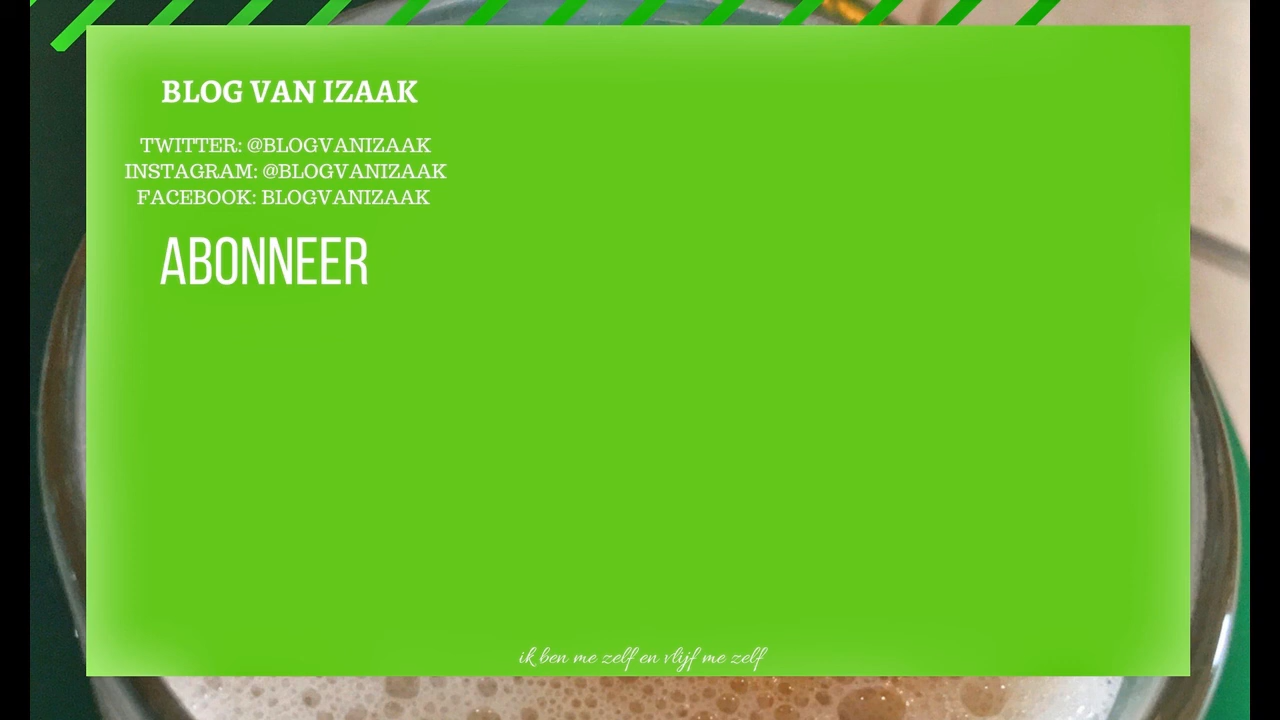 BLOG VAN IZAAK
TWITTER: @BLOGVANIZAAK
INSTAGRAM: @BLOGVANIZAAK
FACEBOOK: BLOGVANIZAAK
ABONNEER
ik ben me zelf en vlijf me zelf